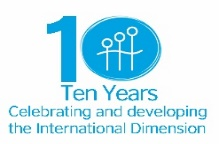 10
Ten Years
Celebrating and developing
the International Dimension